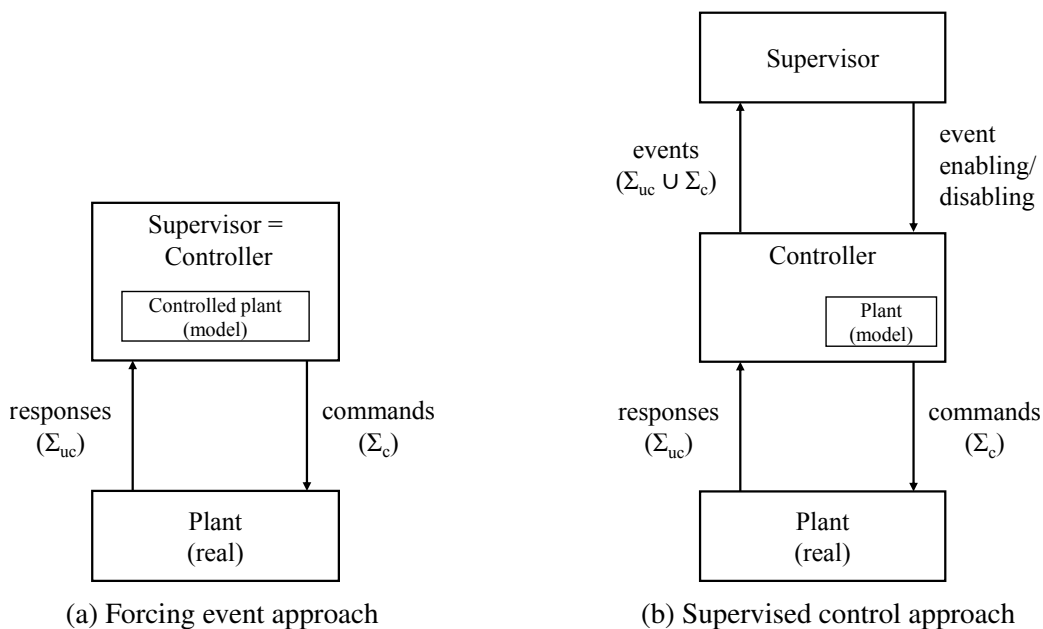 Supervisor =
Controller
Controlled plant
(model)
responses
(Σuc)
commands
(Σc)
Plant
(real)
(a) Forcing event approach
Supervisor
events
(Σuc ∪ Σc)
event
enabling/
disabling
Controller
Plant
(model)
responses
(Σuc)
commands
(Σc)
Plant
(real)
(b) Supervised control approach